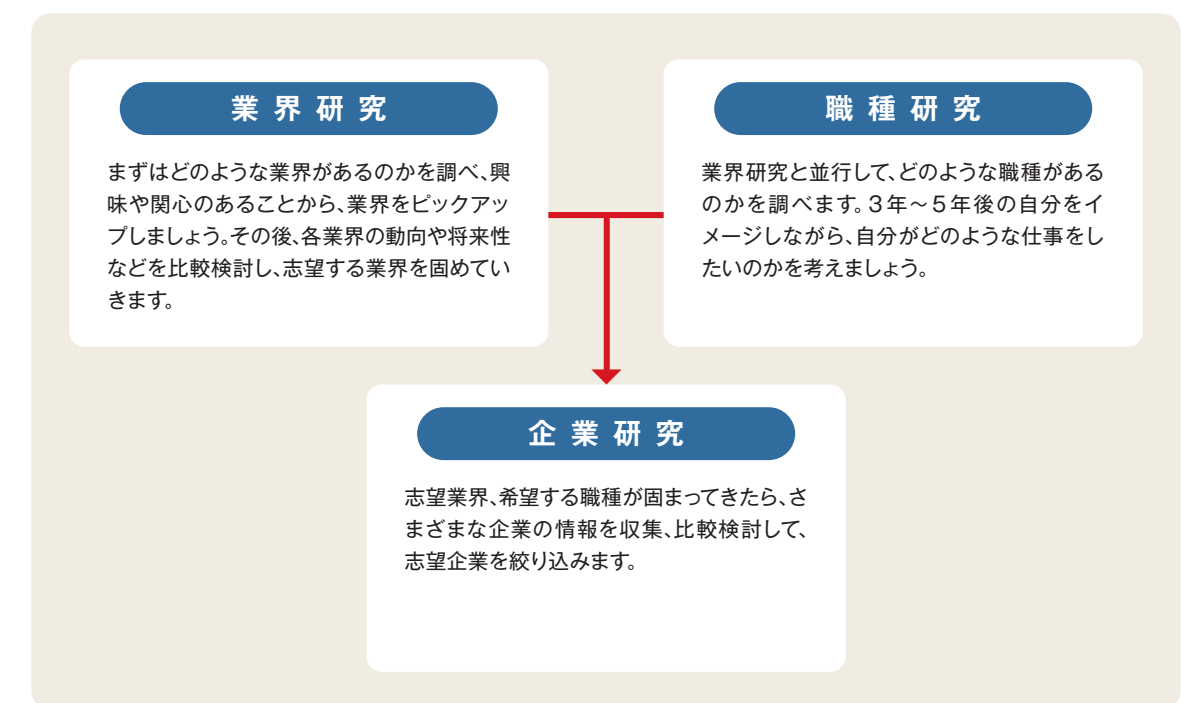 業界研究
まずはどのような業界があるのかを調べ、興
味や関心のあることから、業界をピックアッ
プしましょう。その後、各業界の動向や将来性
などを比較検討し、志望する業界を固めてい
きます。
職種研究
業界研究と並行して、どのような職種がある
のかを調べます。3年～5年後の自分をイ
メージしながら、自分がどのような仕事をし
たいのかを考えましょう。
企業研究
志望業界、希望する職種が固まってきたら、さ
まざまな企業の情報を収集、比較検討して、
志望企業を絞り込みます。